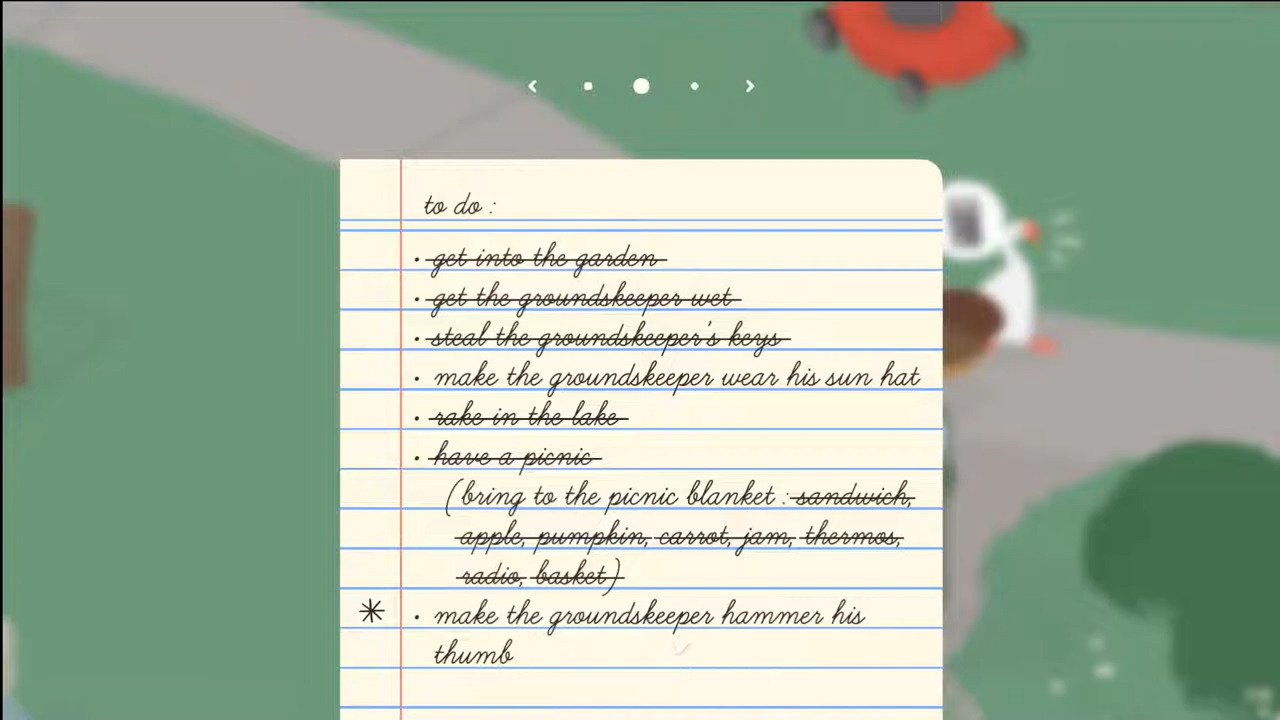 to do :
• get into the garden
• get the groundskeeper wet
• steal the groundskeeper's keys
• make the groundskeeper wear his sun hat
• rake in the lake
• have a picnic
(bring to the picnic blanket : sandwich,
apple, pumpkin, carrot, jam, thermos,
radio, basket)
• make the groundskeeper hammer his
thumb